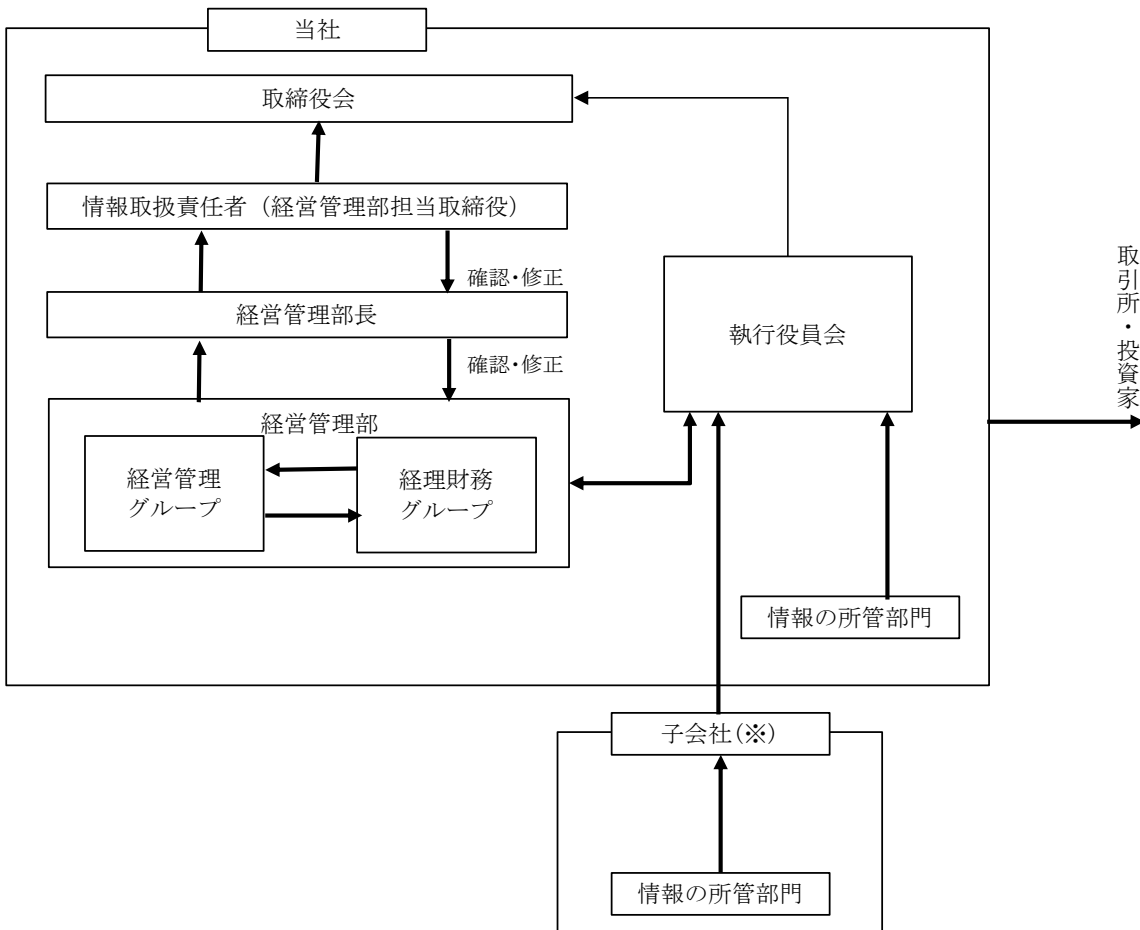 当社
取締役会
情報取扱責任者（経営管理部担当取締役）
確認・修正
経営管理部長
確認・修正
経営管理部
経営管理
グループ
経理財務
グループ
執行役員会
情報の所管部門
取引所・投資家
子会社(※)
情報の所管部門